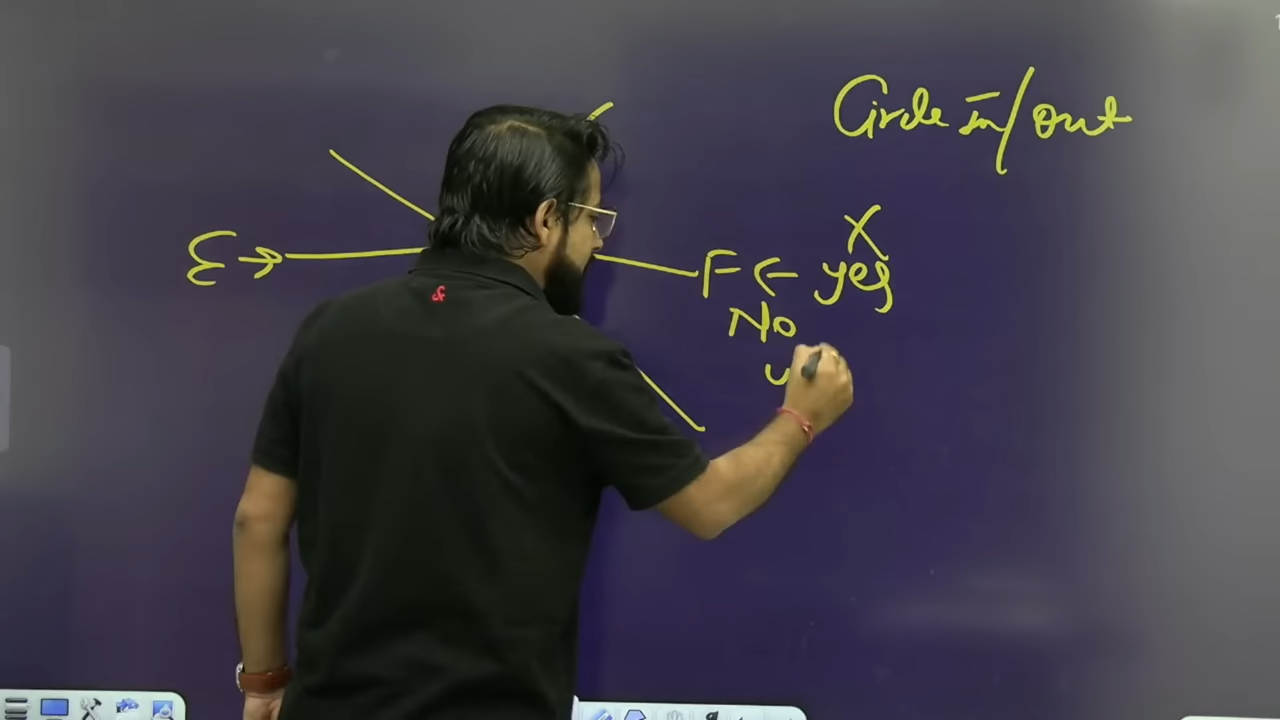 Circle in/out
X
E → F ← yes
No